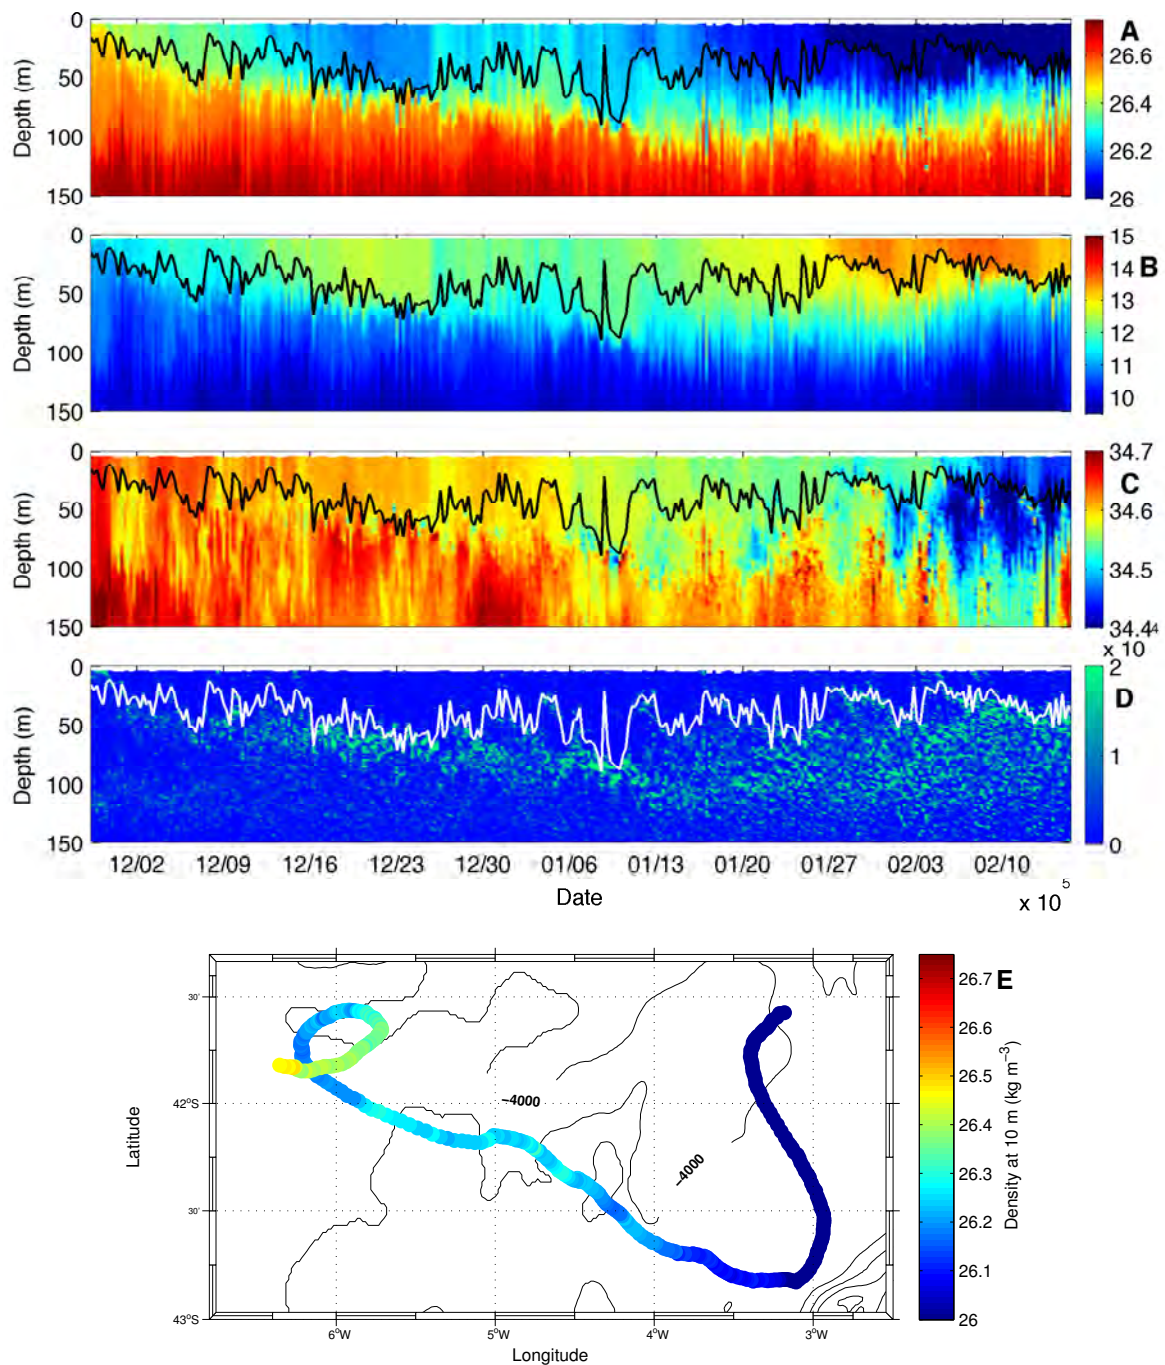 0
50
100
150
Depth (m)
A
26.6
26.4
26.2
26
0
50
100
150
Depth (m)
B
15
14
13
12
11
10
0
50
100
150
Depth (m)
C
34.7
34.6
34.5
34.4
4
x 10
0
50
100
150
Depth (m)
D
2
1
0
12/02 12/09 12/16 12/23 12/30 01/06 01/13 01/20 01/27 02/03 02/10
Date
x 10⁵
30'
42°S
30'
43°S
Latitude
−4000
−4000
6°W 5°W 4°W 3°W
Longitude
E
26.7
26.6
26.5
26.4
26.3
26.2
26.1
26
Density at 10 m (kg m⁻³)